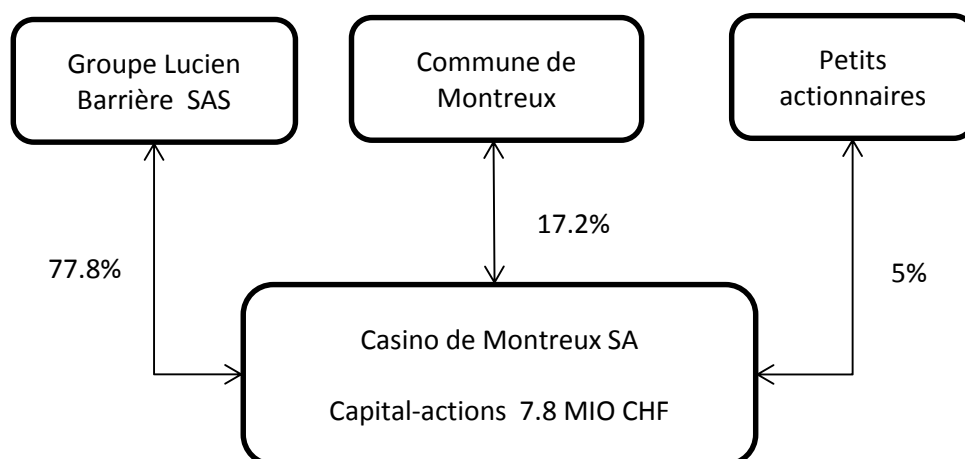 Groupe Lucien
Barrière SAS
Commune de
Montreux
Petits
actionnaires
77.8%
17.2%
5%
Casino de Montreux SA
Capital-actions 7.8 MIO CHF